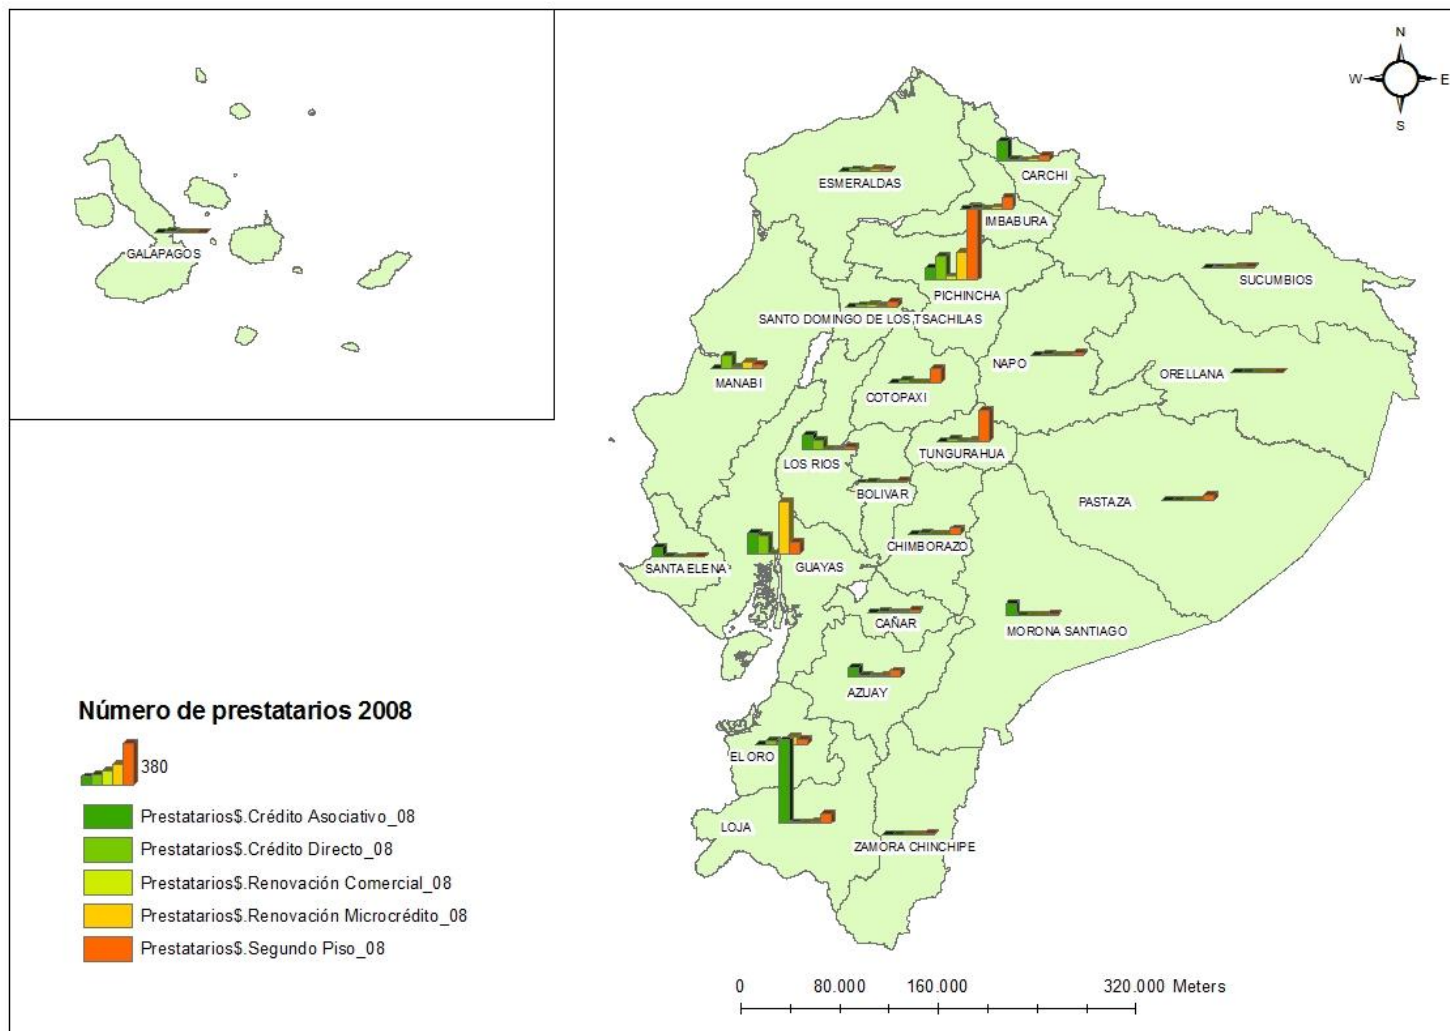 N
W
E
S
ESMERALDAS
CARCHI
IMBABURA
GALAPAGOS
SUCUMBIOS
PICHINCHA
SANTO DOMINGO DE LOS TSACHILAS
NAPO
ORELLANA
MANABI
COTOPAXI
TUNGURAHUA
LOS RIOS
BOLIVAR
PASTAZA
CHIMBORAZO
SANTA ELENA
GUAYAS
CAÑAR
MORONA SANTIAGO
AZUAY
EL ORO
LOJA
ZAMORA CHINCHIPE
Número de prestatarios 2008
380
Prestatarios$.Crédito Asociativo_08
Prestatarios$.Crédito Directo_08
Prestatarios$.Renovación Comercial_08
Prestatarios$.Renovación Microcrédito_08
Prestatarios$.Segundo Piso_08
0 80.000 160.000 320.000 Meters